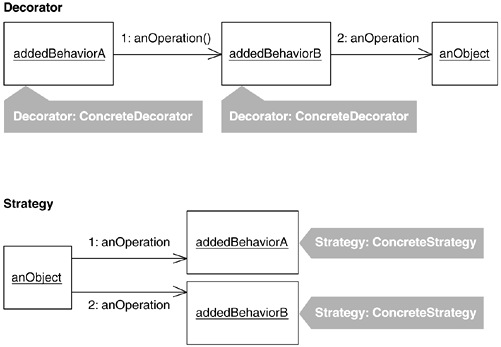 Decorator
addedBehaviorA
1: anOperation()
addedBehaviorB
2: anOperation
anObject
Decorator: ConcreteDecorator
Decorator: ConcreteDecorator
Strategy
anObject
1: anOperation
addedBehaviorA
Strategy: ConcreteStrategy
2: anOperation
addedBehaviorB
Strategy: ConcreteStrategy